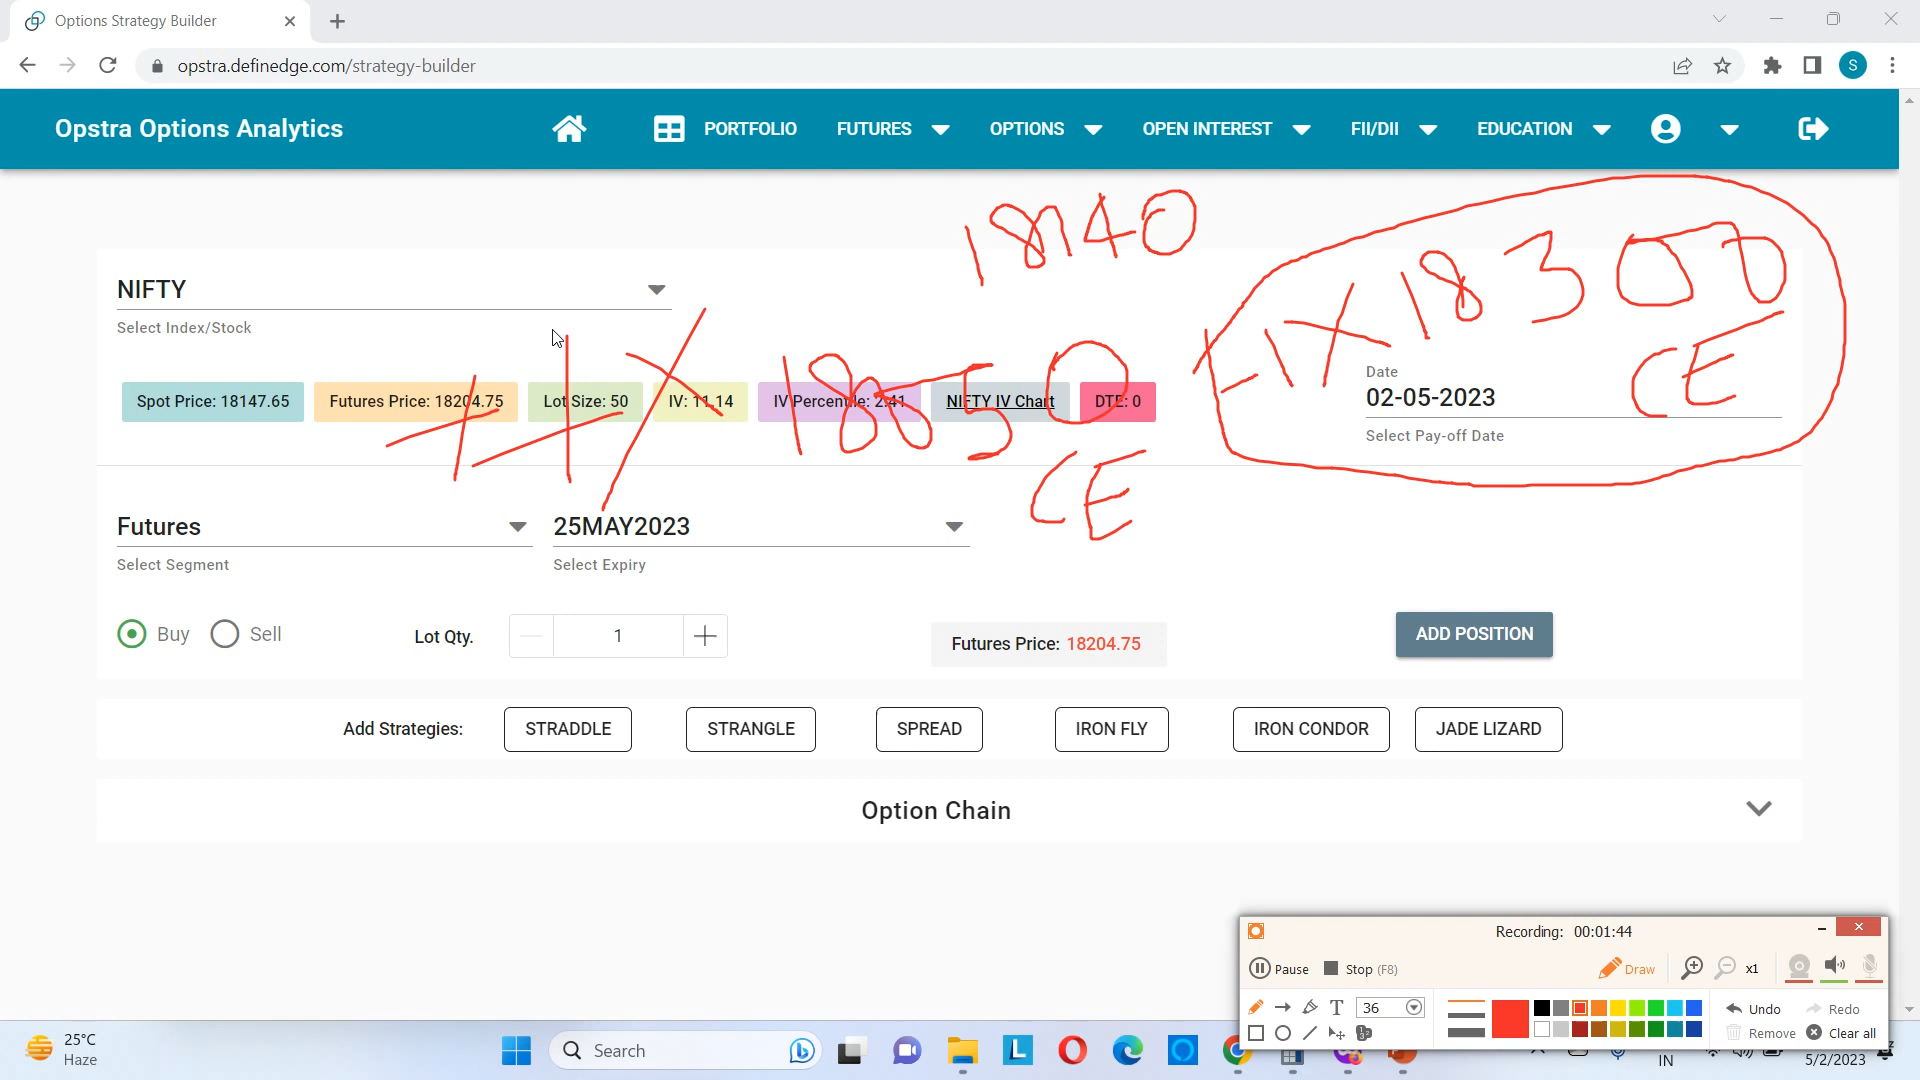 Options Strategy Builder
opstra.definedge.com/strategy-builder
S
Opstra Options Analytics
PORTFOLIO FUTURES OPTIONS OPEN INTEREST FII/DII EDUCATION
18140
-1X 18300
CE
NIFTY
Select Index/Stock
Spot Price: 18147.65 Futures Price: 18204.75 Lot Size: 50 IV: 11.14 IV Percentile: 2.41 NIFTY IV Chart DTE: 0
CE
Date
02-05-2023
Select Pay-off Date
Futures 25MAY2023
Select Segment Select Expiry
Buy Sell Lot Qty. 1 Futures Price: 18204.75 ADD POSITION
Add Strategies: STRADDLE STRANGLE SPREAD IRON FLY IRON CONDOR JADE LIZARD
Option Chain
Recording: 00:01:44
Pause Stop (F8) Draw x1
T 36 Undo Redo
Remove Clear all
25°C
Haze
Search
L
IN
5/2/2023